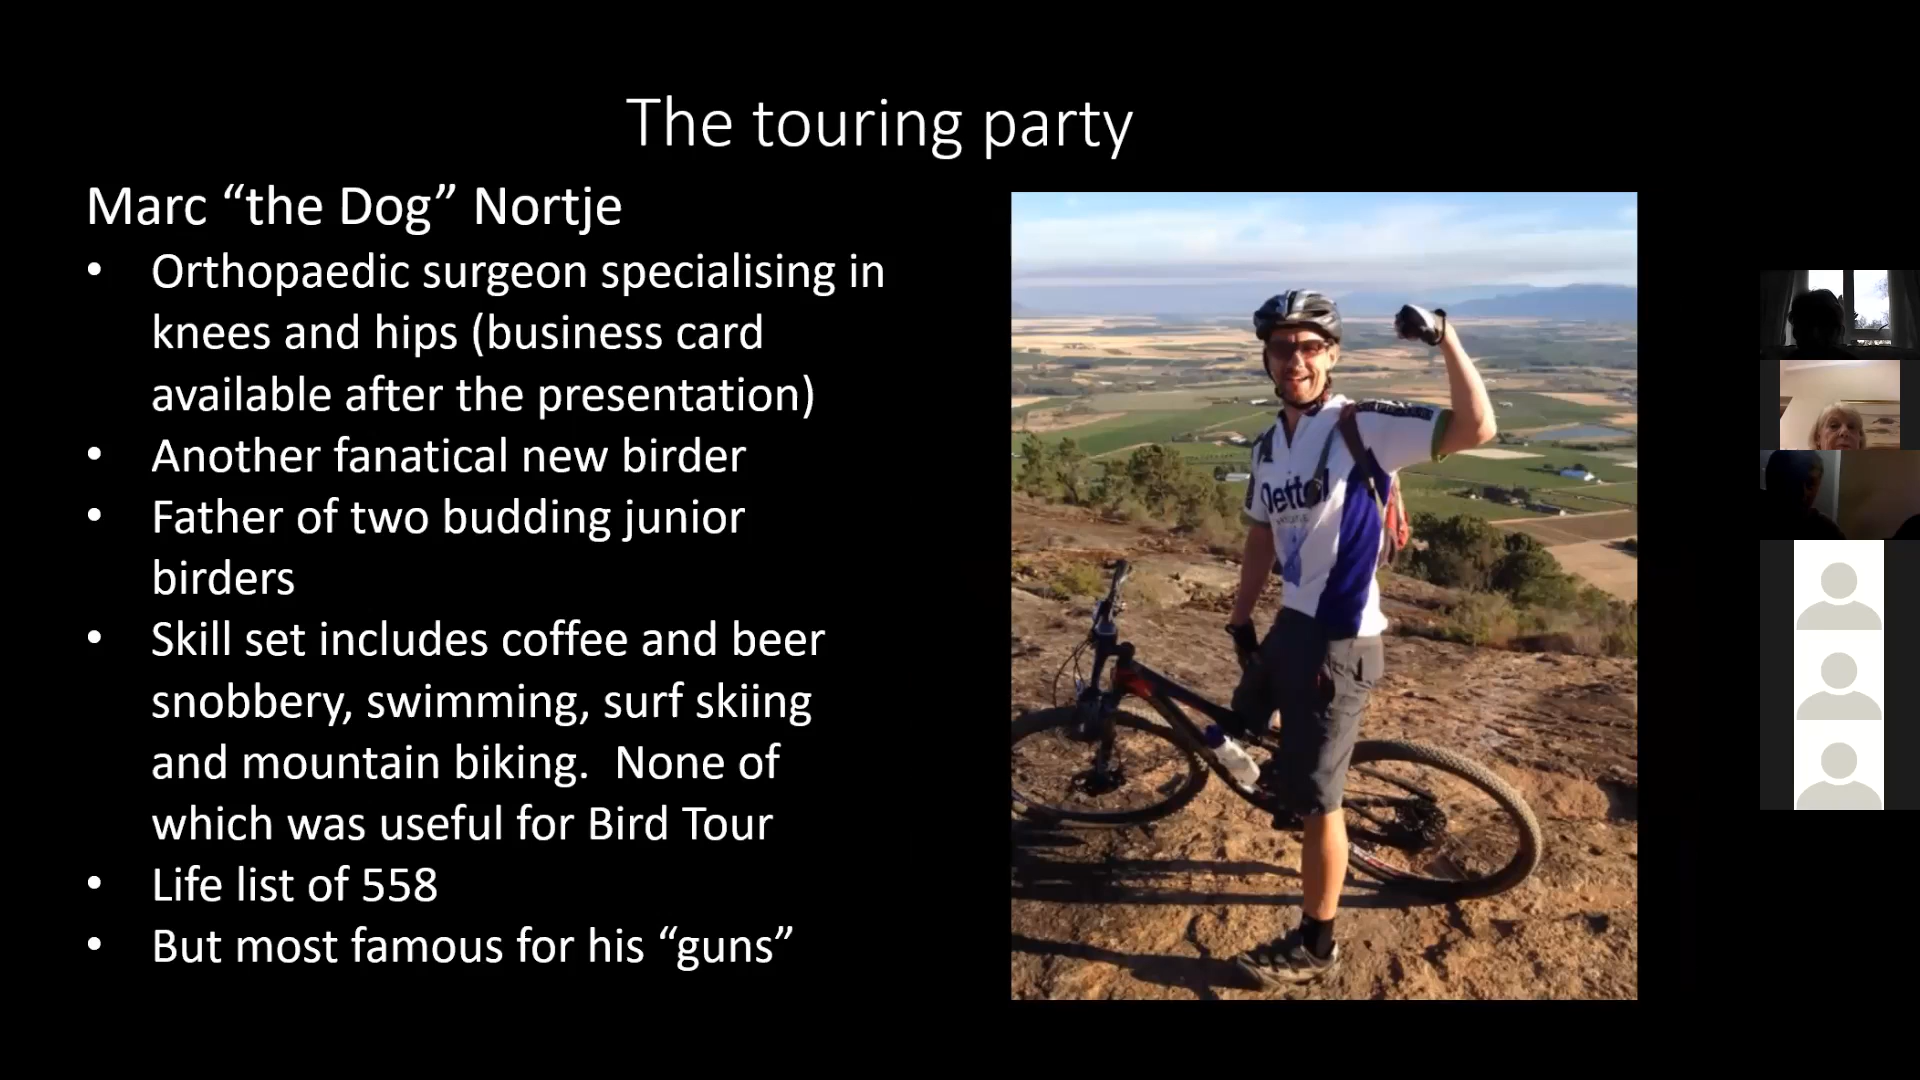 The touring party
Marc “the Dog” Nortje
• Orthopaedic surgeon specialising in
knees and hips (business card
available after the presentation)
• Another fanatical new birder
• Father of two budding junior
birders
• Skill set includes coffee and beer
snobbery, swimming, surf skiing
and mountain biking.  None of
which was useful for Bird Tour
• Life list of 558
• But most famous for his “guns”